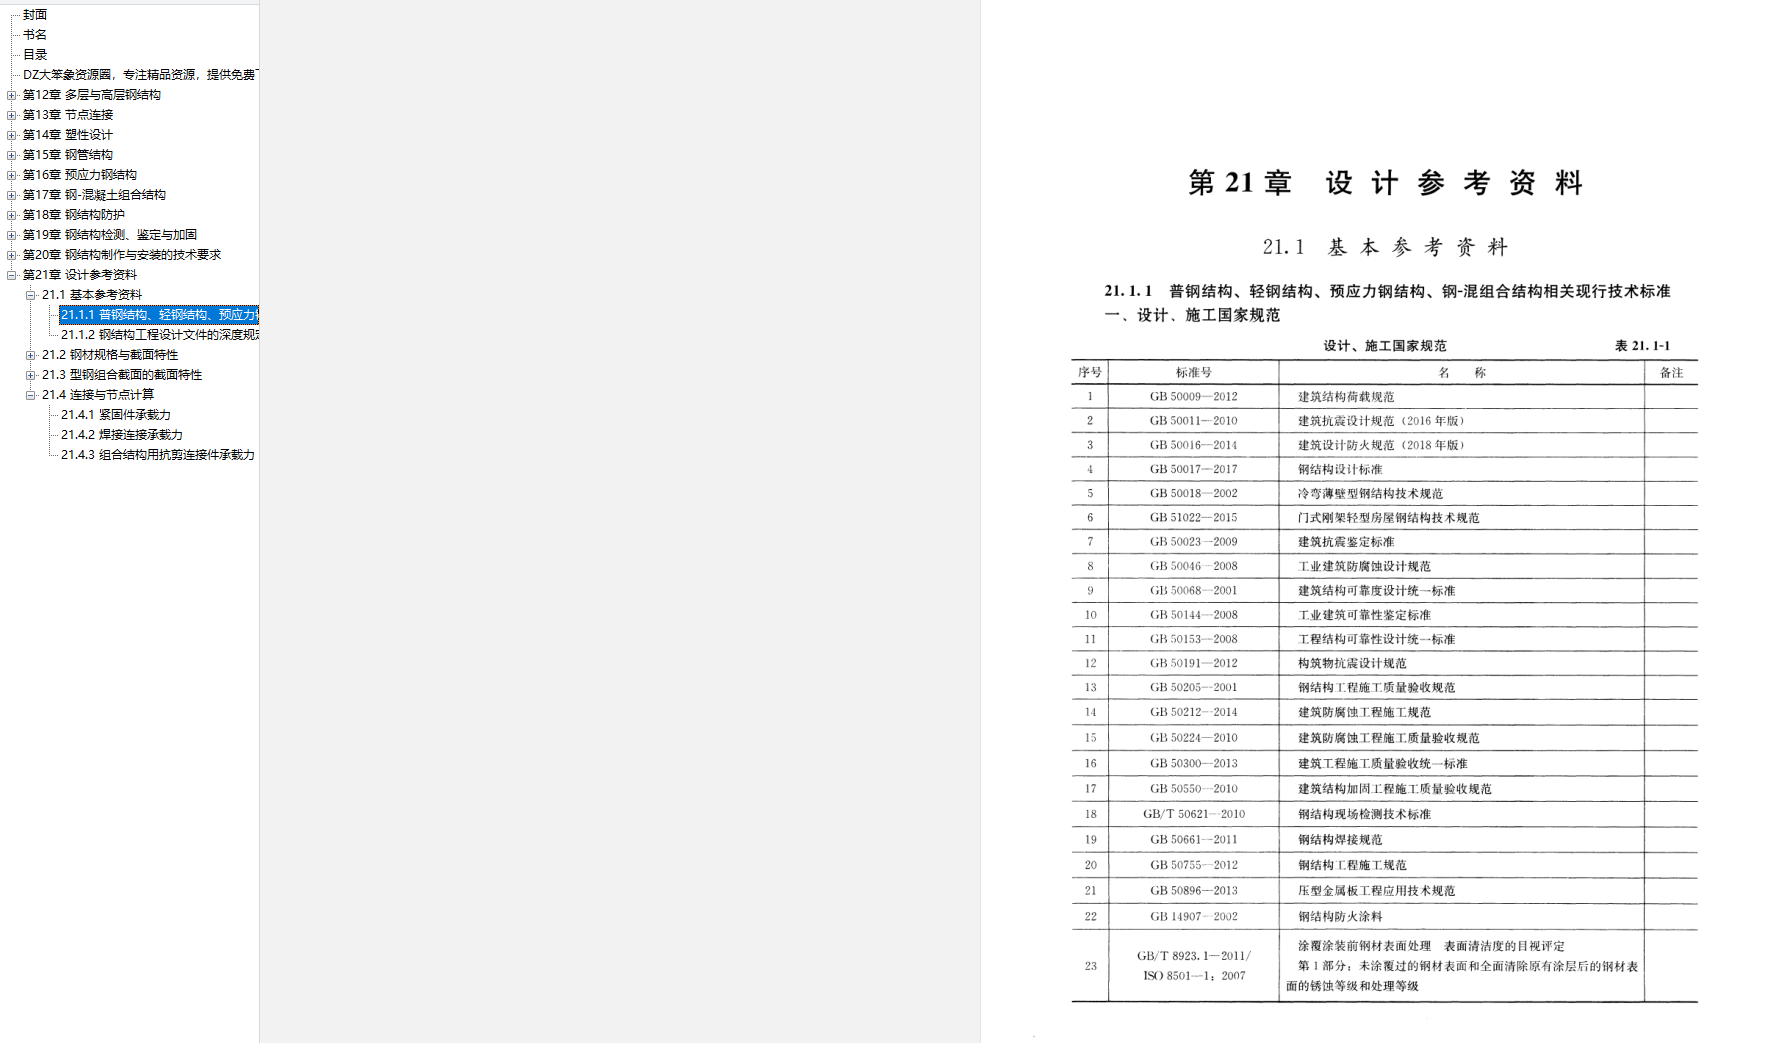 封面
书名
目录
DZ大笨象资源圈，专注精品资源，提供免费
第12章 多层与高层钢结构
第13章 节点连接
第14章 塑性设计
第15章 钢管结构
第16章 预应力钢结构
第17章 钢-混凝土组合结构
第18章 钢结构防护
第19章 钢结构检测、鉴定与加固
第20章 钢结构制作与安装的技术要求
第21章 设计参考资料
21.1 基本参考资料
21.1.1 普钢结构、轻钢结构、预应力
21.1.2 钢结构工程设计文件的深度规定
21.2 钢材规格与截面特性
21.3 型钢组合截面的截面特性
21.4 连接与节点计算
21.4.1 紧固件承载力
21.4.2 焊接连接承载力
21.4.3 组合结构用抗剪连接件承载力
第 21 章 设计参考资料
21.1 基本参考资料
21.1.1 普钢结构、轻钢结构、预应力钢结构、钢-混组合结构相关现行技术标准
一、设计、施工国家规范
设计、施工国家规范 表 21.1-1
序号 标准号 名 称 备注
1 GB 50009—2012 建筑结构荷载规范
2 GB 50011—2010 建筑抗震设计规范（2016 年版）
3 GB 50016—2014 建筑设计防火规范（2018 年版）
4 GB 50017—2017 钢结构设计标准
5 GB 50018—2002 冷弯薄壁型钢结构技术规范
6 GB 51022—2015 门式刚架轻型房屋钢结构技术规范
7 GB 50023—2009 建筑抗震鉴定标准
8 GB 50046—2008 工业建筑防腐蚀设计规范
9 GB 50068—2001 建筑结构可靠度设计统一标准
10 GB 50144—2008 工业建筑可靠性鉴定标准
11 GB 50153—2008 工程结构可靠性设计统一标准
12 GB 50191—2012 构筑物抗震设计规范
13 GB 50205—2001 钢结构工程施工质量验收规范
14 GB 50212—2014 建筑防腐蚀工程施工规范
15 GB 50224—2010 建筑防腐蚀工程施工质量验收规范
16 GB 50300—2013 建筑工程施工质量验收统一标准
17 GB 50550—2010 建筑结构加固工程施工质量验收规范
18 GB/T 50621—2010 钢结构现场检测技术标准
19 GB 50661—2011 钢结构焊接规范
20 GB 50755—2012 钢结构工程施工规范
21 GB 50896—2013 压型金属板工程应用技术规范
22 GB 14907—2002 钢结构防火涂料
23 GB/T 8923.1—2011/ ISO 8501—1：2007 涂覆涂装前钢材表面处理 表面清洁度的目视评定
第 1 部分：未涂覆过的钢材表面和全面清除原有涂层后的钢材表
面的锈蚀等级和处理等级